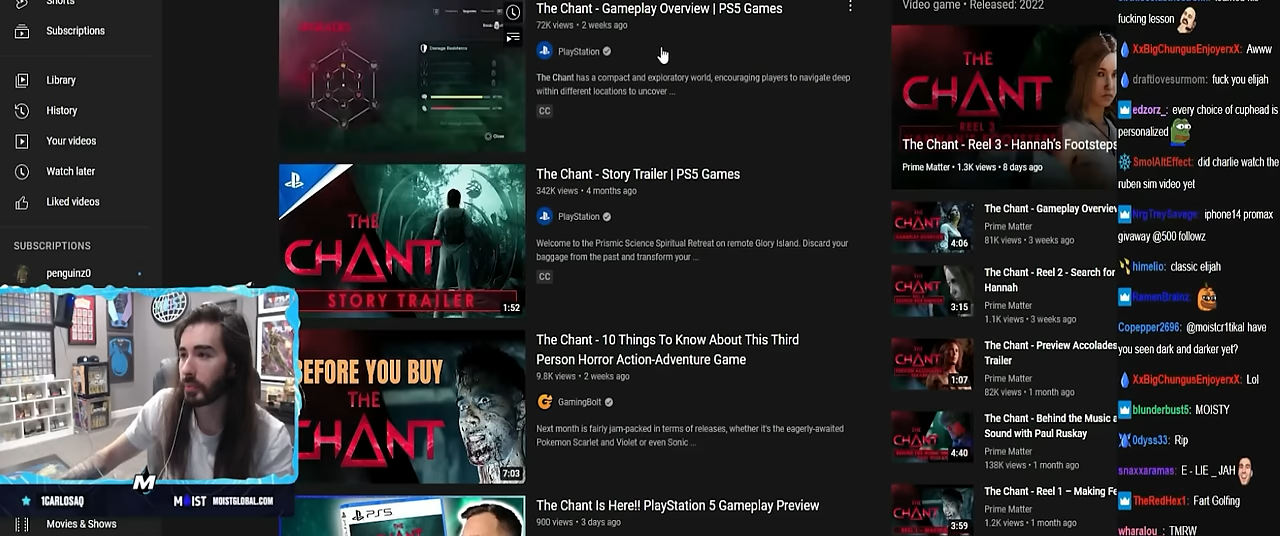 Shorts
Subscriptions
Library
History
Your videos
Watch later
Liked videos
SUBSCRIPTIONS
penguinz0
1CARLOSAQ
MOIST MOISTGLOBAL.COM
Movies & Shows
Damage Resistance
Close
The Chant - Gameplay Overview | PS5 Games
72K views • 2 weeks ago
PlayStation
The Chant has a compact and exploratory world, encouraging players to navigate deep
within different locations to uncover ...
CC
THE
CHANT
STORY TRAILER
1:52
The Chant - Story Trailer | PS5 Games
342K views • 4 months ago
PlayStation
Welcome to the Prismic Science Spiritual Retreat on remote Glory Island. Discard your
baggage from the past and transform your ...
CC
BEFORE YOU BUY
THE
CHANT
7:03
The Chant - 10 Things To Know About This Third
Person Horror Action-Adventure Game
9.8K views • 2 weeks ago
GamingBolt
Next month is fairly jam-packed in terms of releases, whether it's the eagerly-awaited
Pokemon Scarlet and Violet or even Sonic ...
PS5
The Chant Is Here!! PlayStation 5 Gameplay Preview
900 views • 3 days ago
Video game • Released: 2022
THE
CHANT
REEL 3
The Chant - Reel 3 - Hannah's Footsteps
Prime Matter • 1.3K views • 8 days ago
4:06
The Chant - Gameplay Overview
Prime Matter
81K views • 3 weeks ago
3:15
The Chant - Reel 2 - Search for
Hannah
Prime Matter
1.1K views • 3 weeks ago
1:07
The Chant - Preview Accolades
Trailer
Prime Matter
82K views • 1 month ago
4:40
The Chant - Behind the Music a
Sound with Paul Ruskay
Prime Matter
138K views • 1 month ago
3:59
The Chant - Reel 1 – Making Fe
Prime Matter
1.2K views • 1 month ago
fucking lesson
XxBigChungusEnjoyerxX: Awww
draftlovesurmom: fuck you elijah
edzorz_: every choice of cuphead is
personalized
SmolAltEffect: did charlie watch the
ruben sim video yet
NrgTreySavage: iphone14 promax
giveaway @500 followz
himelio: classic elijah
RamenBrainz:
Copepper2696: @moistcr1tikal have
you seen dark and darker yet?
XxBigChungusEnjoyerxX: Lol
blunderbust5: MOISTY
0dyss33: Rip
snaxxaramas: E - LIE _ JAH
TheRedHex1: Fart Golfing
wharalou_: TMRW